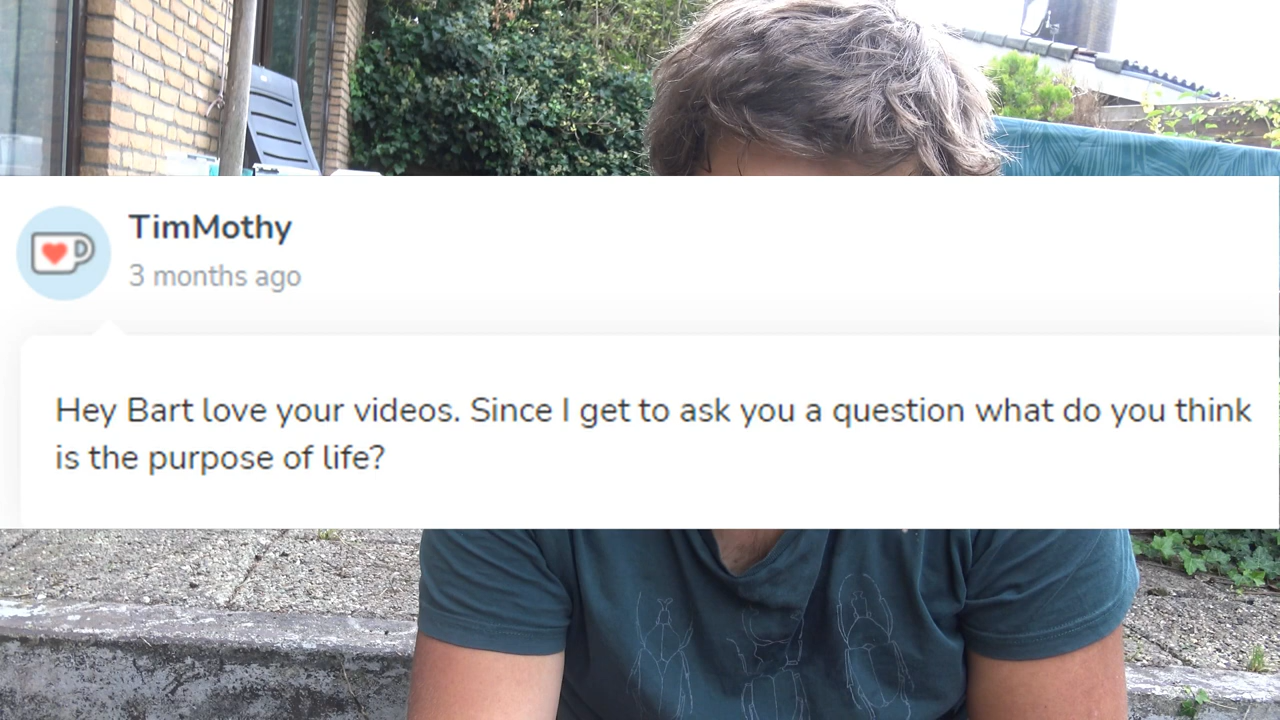 TimMothy
3 months ago
Hey Bart love your videos. Since I get to ask you a question what do you think
is the purpose of life?